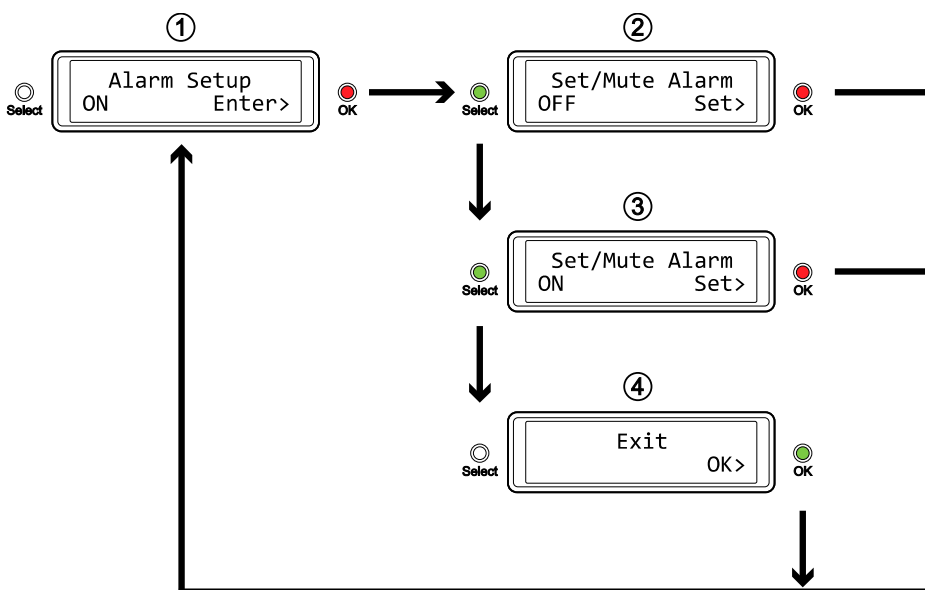 ①
Alarm Setup
ON Enter>
Select
OK
②
Set/Mute Alarm
OFF Set>
Select
OK
③
Set/Mute Alarm
ON Set>
Select
OK
④
Exit
OK>
Select
OK